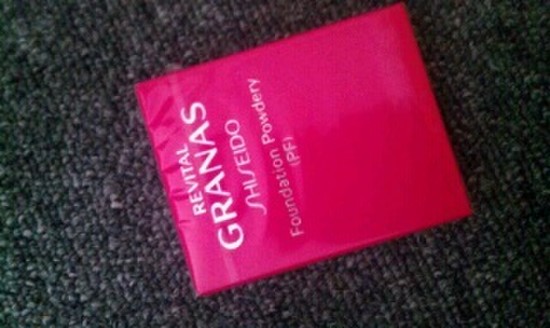 REVITAL
GRANAS
SHISEIDO
Foundation Powdery
(PF)